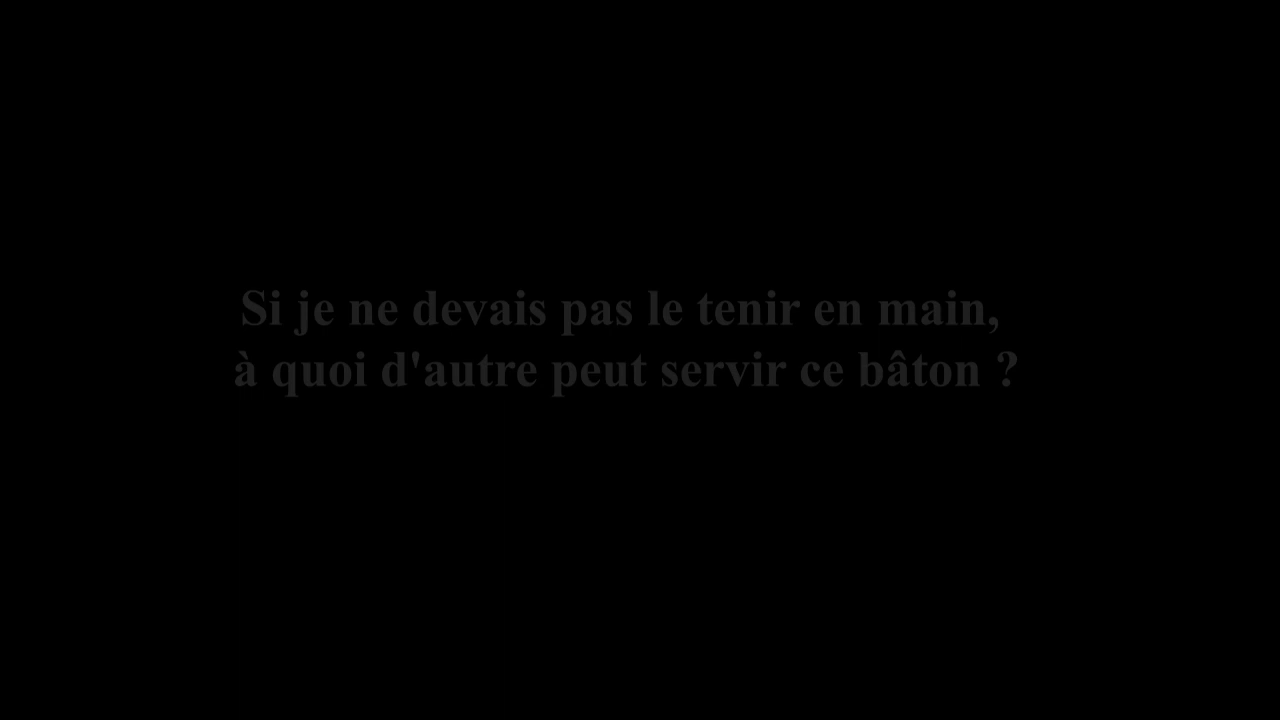 Si je ne devais pas le tenir en main,
à quoi d'autre peut servir ce bâton ?